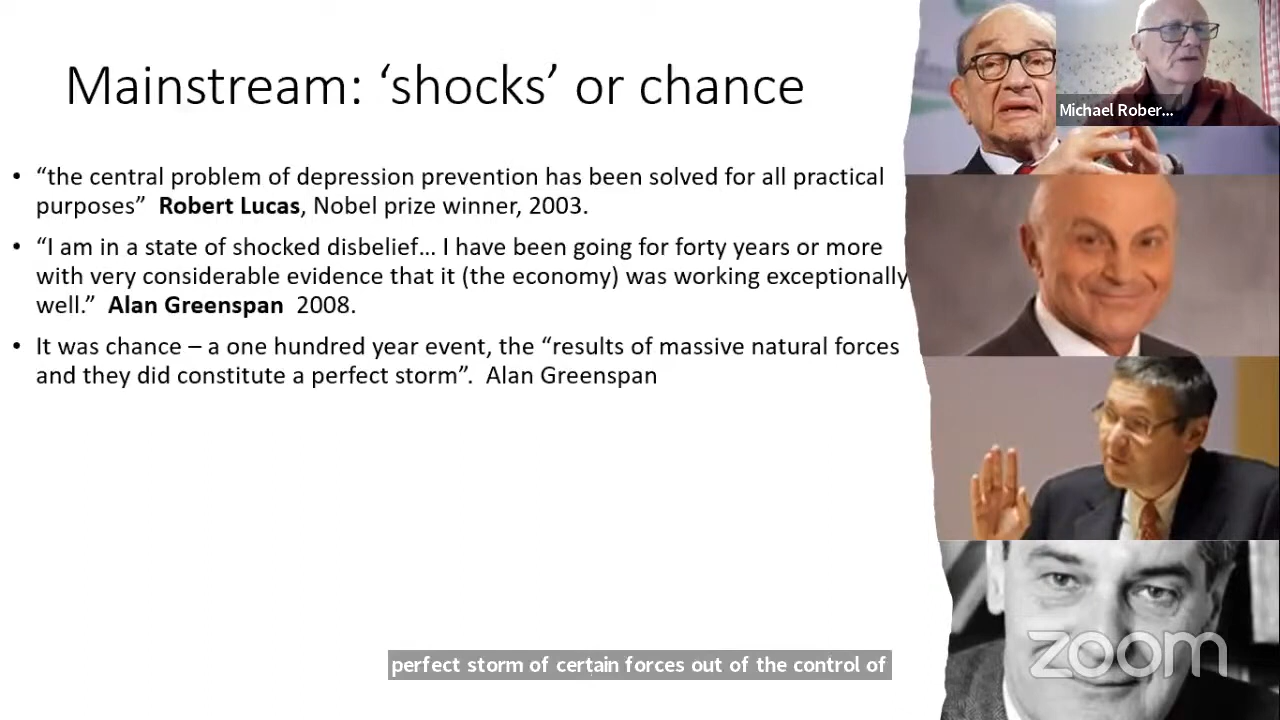 Mainstream: ‘shocks’ or chance
Michael Rober...
• “the central problem of depression prevention has been solved for all practical
purposes” Robert Lucas, Nobel prize winner, 2003.
• “I am in a state of shocked disbelief… I have been going for forty years or more
with very considerable evidence that it (the economy) was working exceptionally
well.” Alan Greenspan 2008.
• It was chance – a one hundred year event, the “results of massive natural forces
and they did constitute a perfect storm”. Alan Greenspan
perfect storm of certain forces out of the control of
zoom